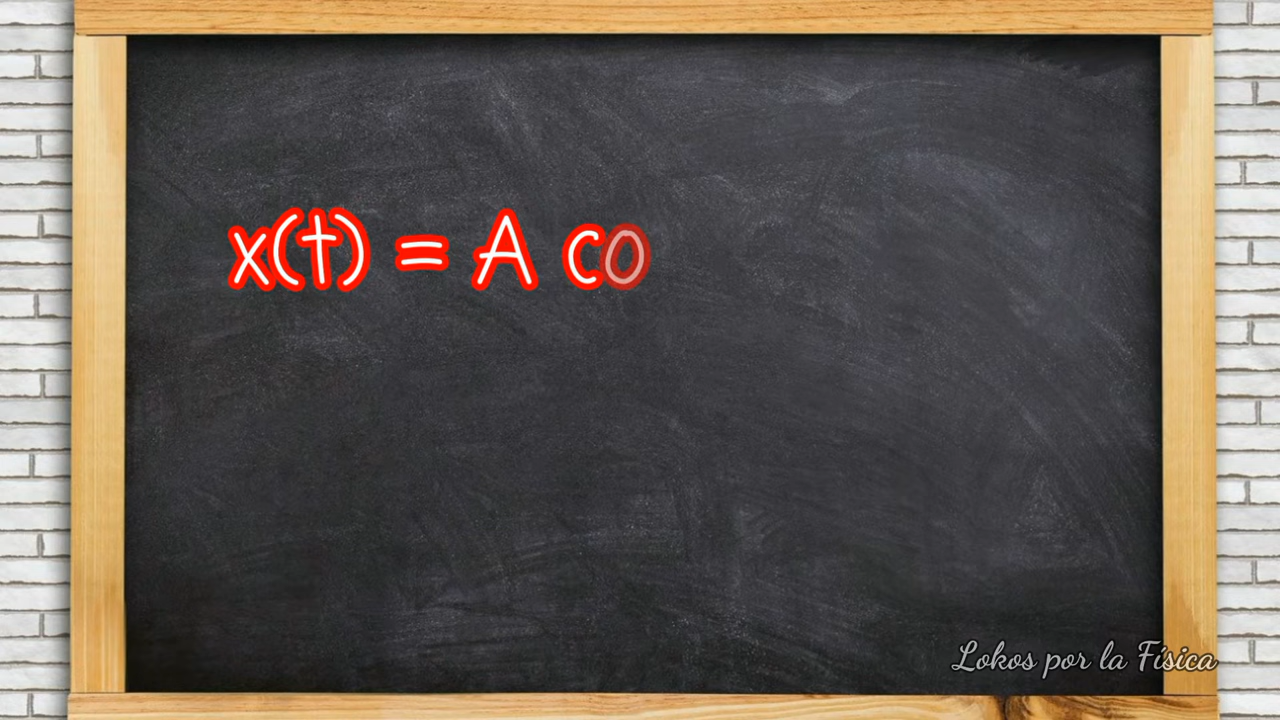 x(t) = A co
Lokos por la Física